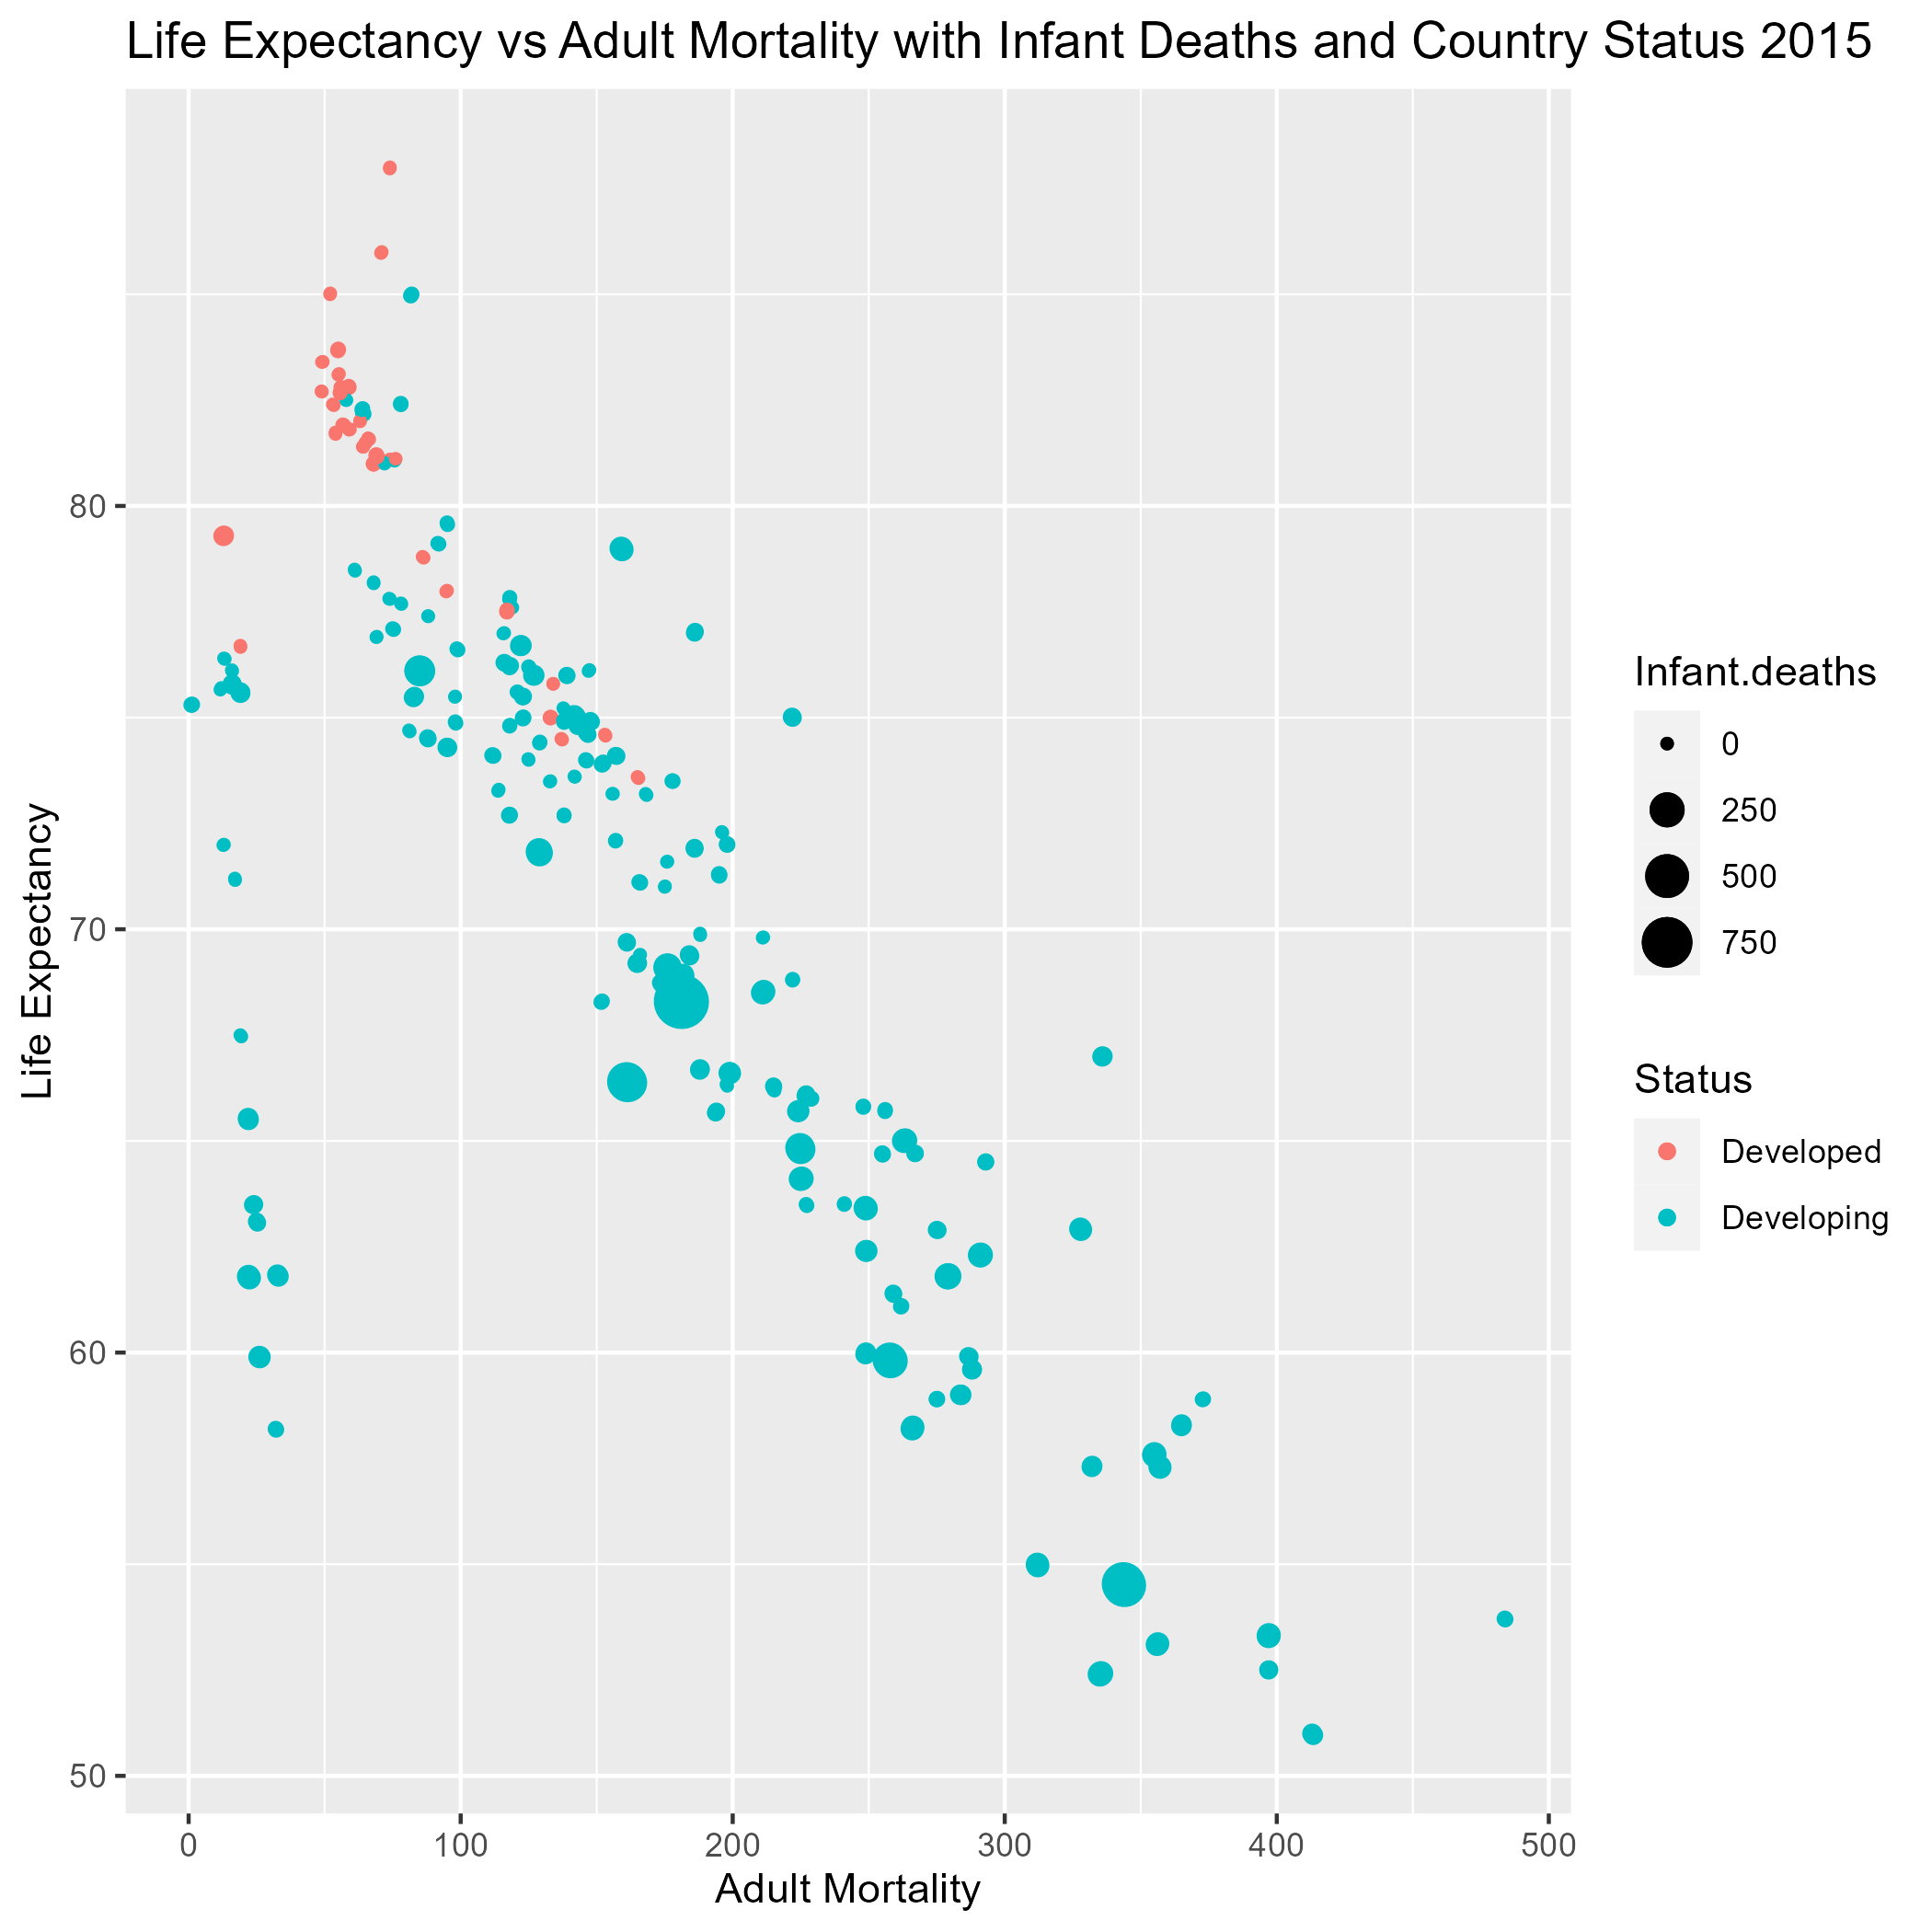 Life Expectancy vs Adult Mortality with Infant Deaths and Country Status 2015
Life Expectancy
80
70
60
50
0 100 200 300 400 500
Adult Mortality
Infant.deaths
0
250
500
750
Status
Developed
Developing